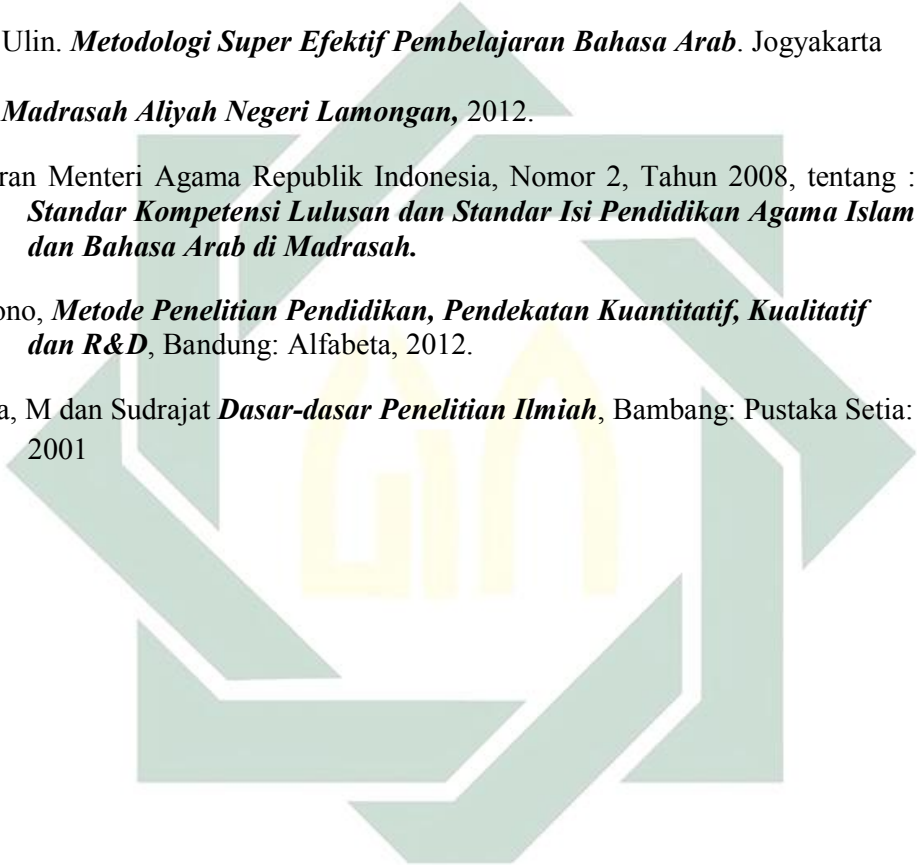 Ulin. Metodologi Super Efektif Pembelajaran Bahasa Arab. Jogyakarta
Madrasah Aliyah Negeri Lamongan, 2012.
ran Menteri Agama Republik Indonesia, Nomor 2, Tahun 2008, tentang :
Standar Kompetensi Lulusan dan Standar Isi Pendidikan Agama Islam
dan Bahasa Arab di Madrasah.
ono, Metode Penelitian Pendidikan, Pendekatan Kuantitatif, Kualitatif
dan R&D, Bandung: Alfabeta, 2012.
a, M dan Sudrajat Dasar-dasar Penelitian Ilmiah, Bambang: Pustaka Setia:
2001